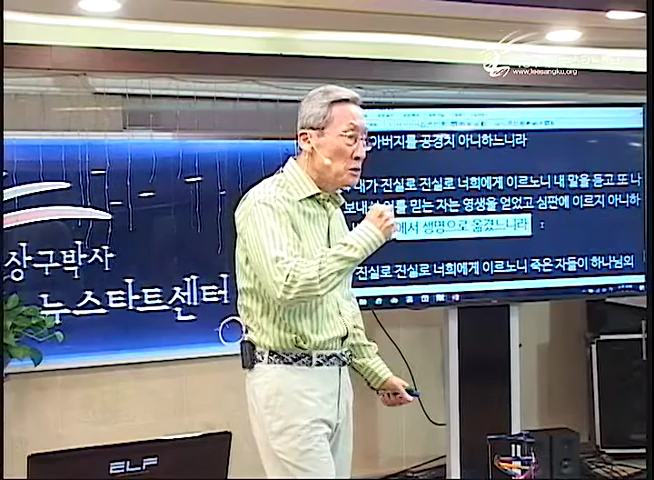 www.leesangku.org
아버지를 공경치 아니하느니라
내가 진실로 진실로 너희에게 이르노니 내 말을 듣고 또 나
보내신 이를 믿는 자는 영생을 얻었고 심판에 이르지 아니하
에서 생명으로 옮겼느니라
진실로 진실로 너희에게 이르노니 죽은 자들이 하나님의
상구박사
뉴스타트센터
ELF